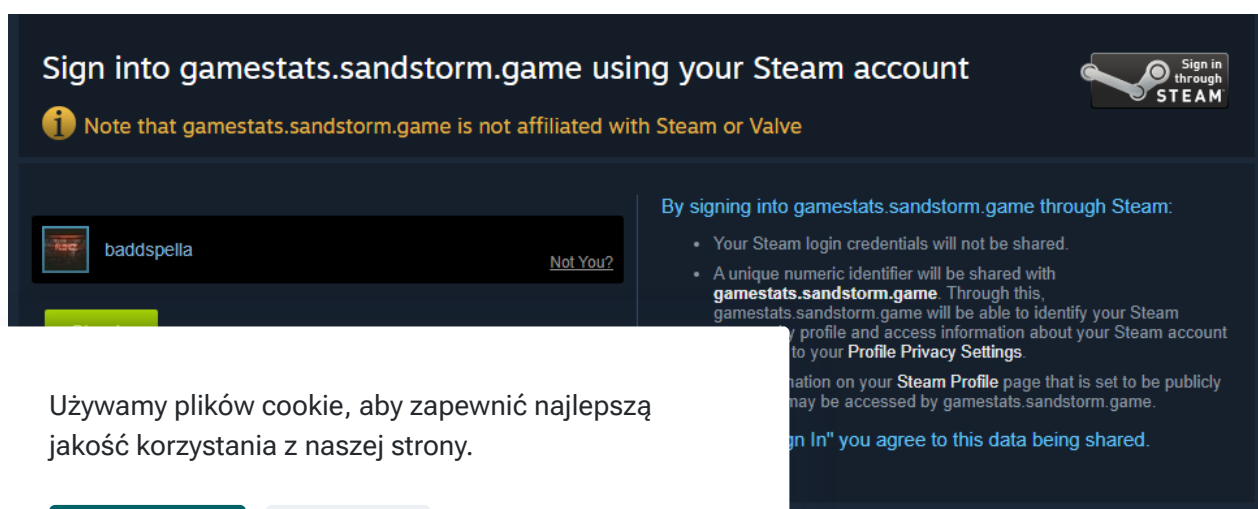 Sign into gamestats.sandstorm.game using your Steam account
Sign in
through
STEAM
Note that gamestats.sandstorm.game is not affiliated with Steam or Valve
baddspella
Not You?
By signing into gamestats.sandstorm.game through Steam:
• Your Steam login credentials will not be shared.
• A unique numeric identifier will be shared with
gamestats.sandstorm.game. Through this,
gamestats.sandstorm.game will be able to identify your Steam
profile and access information about your Steam account
to your Profile Privacy Settings.
on your Steam Profile page that is set to be publicly
may be accessed by gamestats.sandstorm.game.
In" you agree to this data being shared.
Używamy plików cookie, aby zapewnić najlepszą
jakość korzystania z naszej strony.